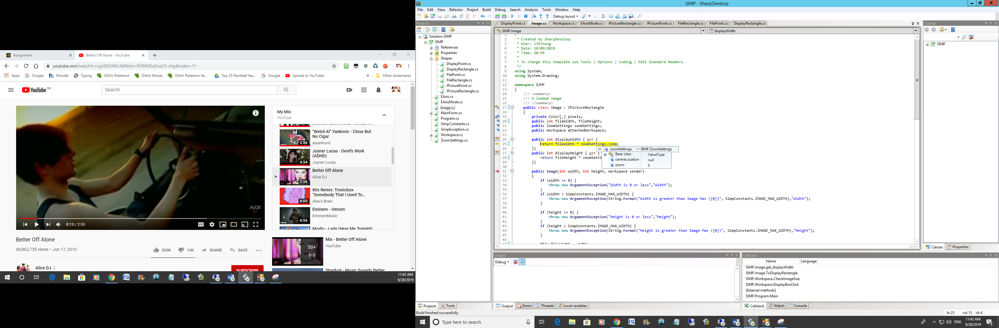 Assignment
Better Off Alone - YouTube
youtube.com/watch?v=Lgs9QUtWc3M&list=RDMMSq5oqY3-vhg&index=11
Apps Google Moodle Typing Glitch Pokemon Glitch Moves Glitch Pokémon fa... Top 25 Paintball lea... Google Upload to YouTube! » Other bookmarks
YouTube GB
Search
My Mix
YouTube
3:56
"Weird Al" Yankovic - Close But
No Cigar
alyankovic
4:54
Joyner Lucas - Devil's Work
(ADHD)
Joyner Lucas
2:56
Better Off Alone
Alice DJ
4:00
80s Remix: Tronicbox
"Somebody That I Used To...
Alex's Brain
4:56
Eminem - Venom
EminemMusic
Modjo - Lady (Hear Me Tonight)
ALICE
DJ
0:13 / 2:55
CC
Better Off Alone
68,862,735 views • Jun 17, 2010
520K 13K SHARE SAVE
50+
Mix - Better Off Alone
YouTube
Stardust - Music Sounds Better
Alice DJ
SUBSCRIBE
11:42 AM
9/28/2019
SIMP - SharpDevelop
File Edit View Refactor Project Build Debug Search Analysis Tools Window Help
Debug layout
Projects
Solution SIMP
SIMP
References
Properties
Shapes
DisplayPoint.cs
DisplayRectangle.cs
FilePoint.cs
FileRectangle.cs
IPicturePoint.cs
IPictureRectangle.cs
EAxis.cs
EAxisMode.cs
Image.cs
MainForm.cs
Program.cs
SimpConstants.cs
SimpException.cs
Workspace.cs
ZoomSettings.cs
Projects Tools
DisplayPoint.cs Image.cs Workspace.cs EAxisMode.cs IPictureRectangle.cs IPicturePoint.cs FileRectangle.cs FilePoint.cs DisplayRectangle.cs
SIMP.Image
displayWidth
1 /*
2 * Created by SharpDevelop.
3 * User: 13SYoung
4 * Date: 18/09/2019
5 * Time: 20:59
6 *
7 * To change this template use Tools | Options | Coding | Edit Standard Headers.
8 */
9 using System;
10 using System.Drawing;
11
12 namespace SIMP
13 {
14 /// <summary>
15 /// A loaded image
16 /// </summary>
17 public class Image : IPictureRectangle
18 {
19 private Color[,] pixels;
20 public int fileWidth, fileHeight;
21 public ZoomSettings zoomSettings;
22 public Workspace attachedWorkspace;
23
24 public int displayWidth { get {
25 return fileWidth * zoomSettings.zoom;
26 }}
27 public int displayHeight { get {
28 return fileHeight * zoomSetti
29 }}
30
31 public Image(int width, int height, Workspace sender)
32 {
33 if (width <= 0) {
34 throw new ArgumentException("Width is 0 or less","Width");
35 }
36 if (width > SimpConstants.IMAGE_MAX_WIDTH) {
37 throw new ArgumentException(String.Format("Width is greater than Image Max ({0})", SimpConstants.IMAGE_MAX_WIDTH),"Width");
38 }
39
40 if (height <= 0) {
41 throw new ArgumentException("Height is 0 or less","Height");
42 }
43 if (height > SimpConstants.IMAGE_MAX_WIDTH) {
44 throw new ArgumentException(String.Format("Height is greater than Image Max ({0})", SimpConstants.IMAGE_MAX_WIDTH),"Height");
45 }
46
47 this.fileWidth = width;
zoomSettings SIMP.ZoomSettings
Base class ValueType
centreLocation null
zoom 0
Classes
SIMP
Classes Properties
Output
Debug
Output Errors Threads Local variables
Callstack
Name Language
SIMP.Image.get_displayWidth
SIMP.Image.ToDisplayRectangle
SIMP.Workspace.CheckImageSize
SIMP.Workspace.DisplayBoxClick
[External methods]
SIMP.Program.Main
Callstack Watch Console
Build finished successfully.
ln 25 col 13 ch 4
Type here to search
ENG
11:42 AM
9/28/2019
3